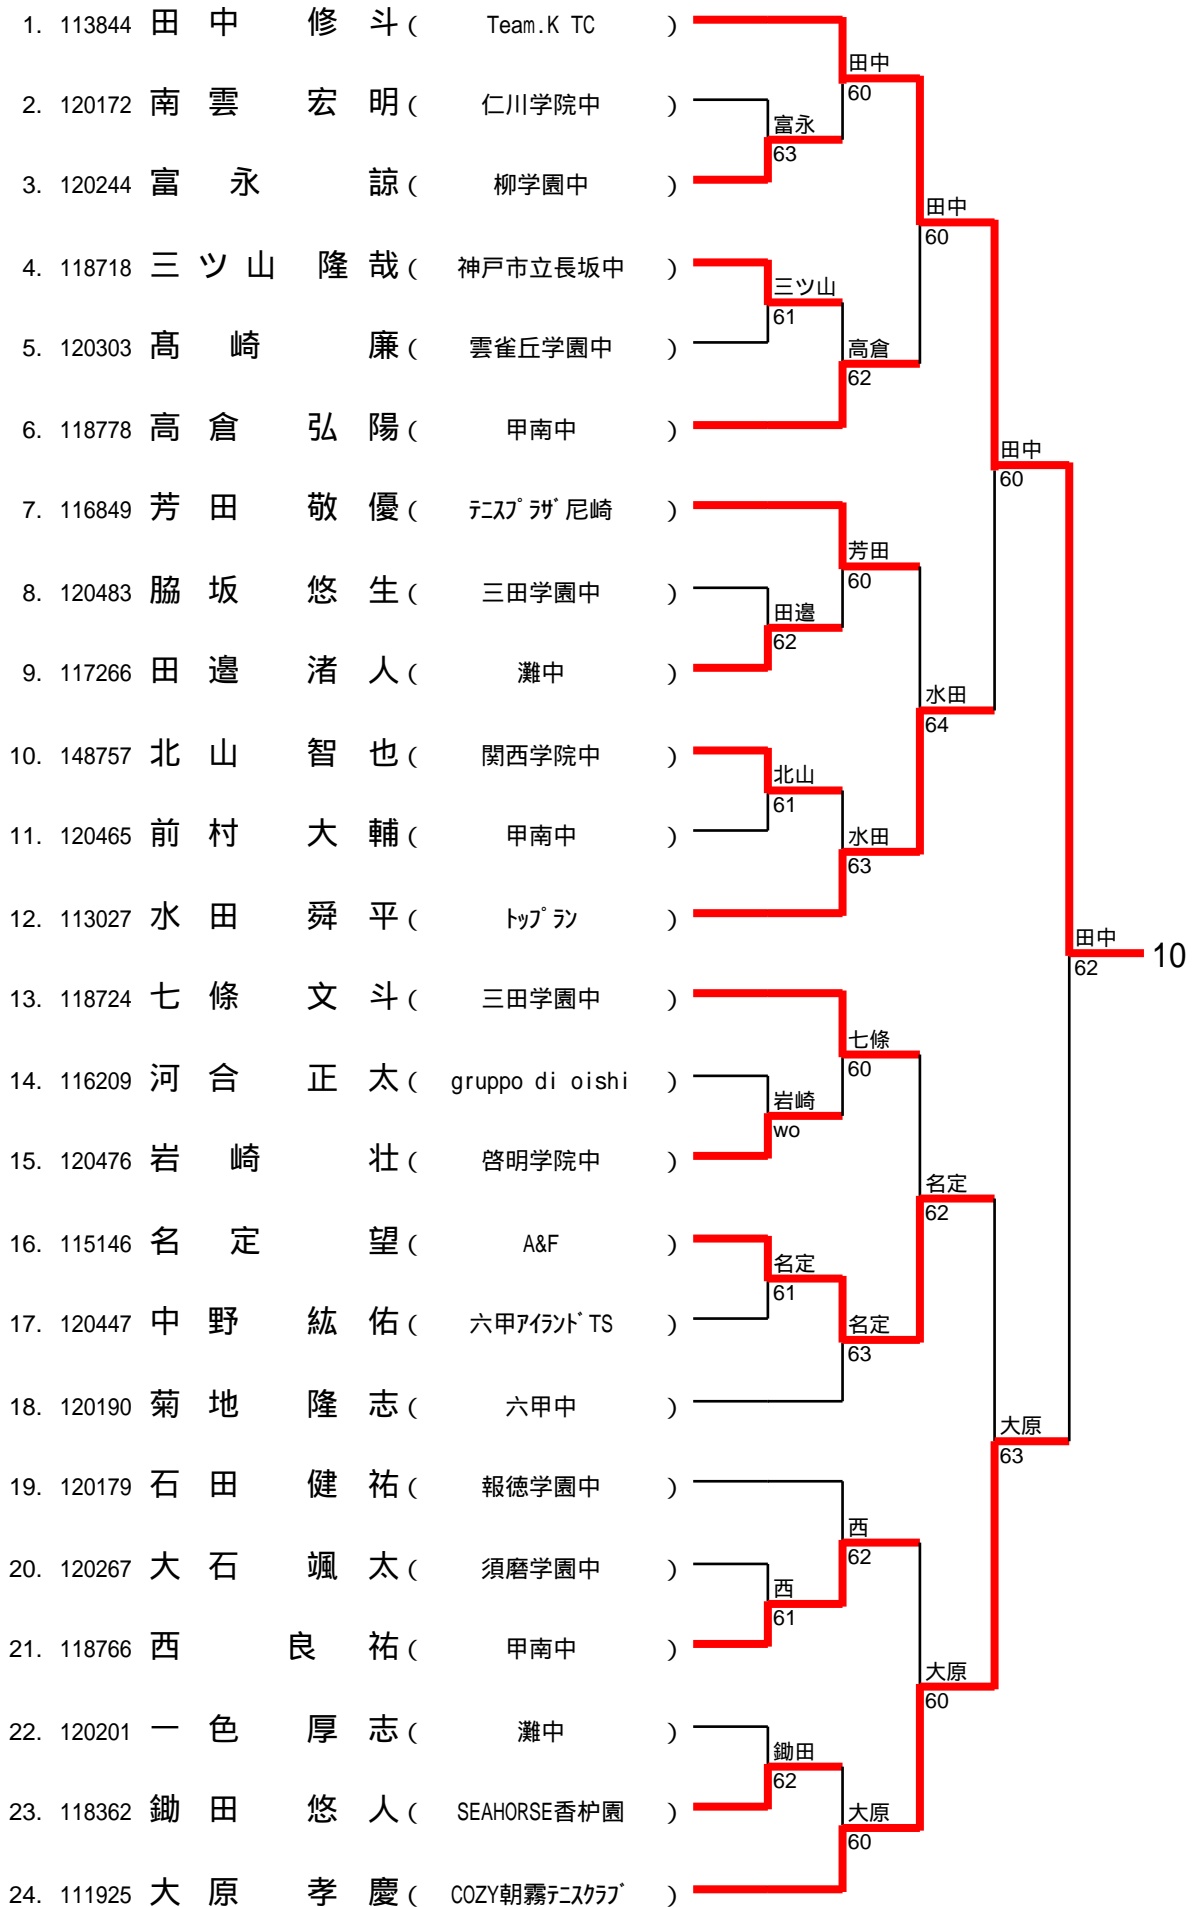 1. 113844 田中 修斗 ( Team.K TC )
田中
60
2. 120172 南雲 宏明 ( 仁川学院中 )
富永
63
3. 120244 富永 諒 ( 柳学園中 )
田中
60
4. 118718 三ツ山 隆哉 ( 神戸市立長坂中 )
三ツ山
61
5. 120303 髙崎 廉 ( 雲雀丘学園中 )
高倉
62
6. 118778 高倉 弘陽 ( 甲南中 )
田中
60
7. 116849 芳田 敬優 ( ﾃﾆｽﾌﾟﾗｻﾞ尼崎 )
芳田
60
8. 120483 脇坂 悠生 ( 三田学園中 )
田邉
62
9. 117266 田邉 渚人 ( 灘中 )
水田
64
10. 148757 北山 智也 ( 関西学院中 )
北山
61
11. 120465 前村 大輔 ( 甲南中 )
水田
63
12. 113027 水田 舜平 ( ﾄｯﾌﾟﾗﾝ )
田中
62
10
13. 118724 七條 文斗 ( 三田学園中 )
七條
60
14. 116209 河合 正太 ( gruppo di oishi )
岩崎
wo
15. 120476 岩崎 壮 ( 啓明学院中 )
名定
62
16. 115146 名定 望 ( A&F )
名定
61
17. 120447 中野 紘佑 ( 六甲ｱｲﾗﾝﾄﾞTS )
名定
63
18. 120190 菊地 隆志 ( 六甲中 )
大原
63
19. 120179 石田 健祐 ( 報徳学園中 )
西
62
20. 120267 大石 颯太 ( 須磨学園中 )
西
61
21. 118766 西 良祐 ( 甲南中 )
大原
60
22. 120201 一色 厚志 ( 灘中 )
鋤田
62
23. 118362 鋤田 悠人 ( SEAHORSE香枦園 )
大原
60
24. 111925 大原 孝慶 ( COZY朝霧ﾃﾆｽｸﾗﾌﾞ )